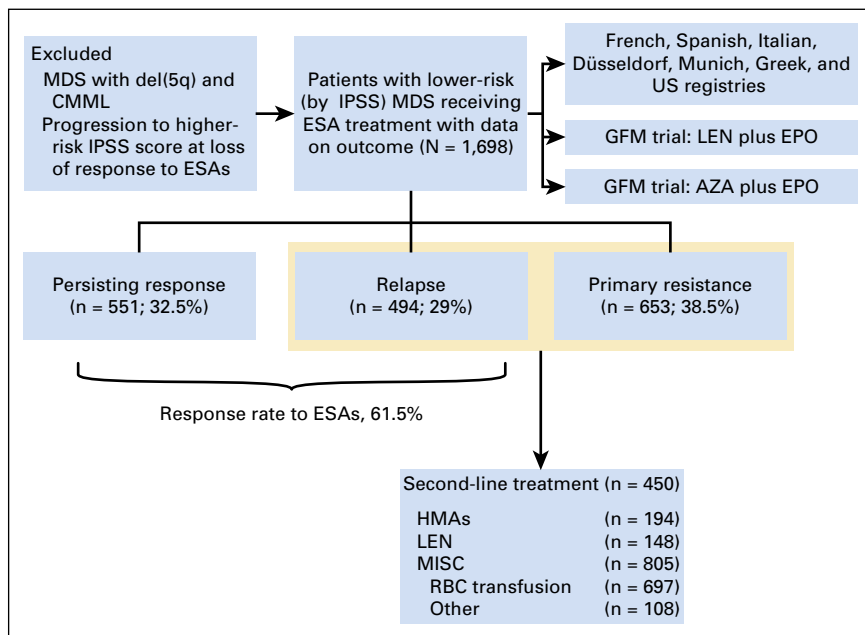 Excluded
MDS with del(5q) and
CMML
Progression to higher-
risk IPSS score at loss
of response to ESAs
Patients with lower-risk
(by IPSS) MDS receiving
ESA treatment with data
on outcome (N = 1,698)
French, Spanish, Italian,
Düsseldorf, Munich, Greek, and
US registries
GFM trial: LEN plus EPO
GFM trial: AZA plus EPO
Persisting response
(n = 551; 32.5%)
Relapse
(n = 494; 29%)
Primary resistance
(n = 653; 38.5%)
Response rate to ESAs, 61.5%
Second-line treatment (n = 450)
HMAs (n = 194)
LEN (n = 148)
MISC (n = 805)
RBC transfusion (n = 697)
Other (n = 108)